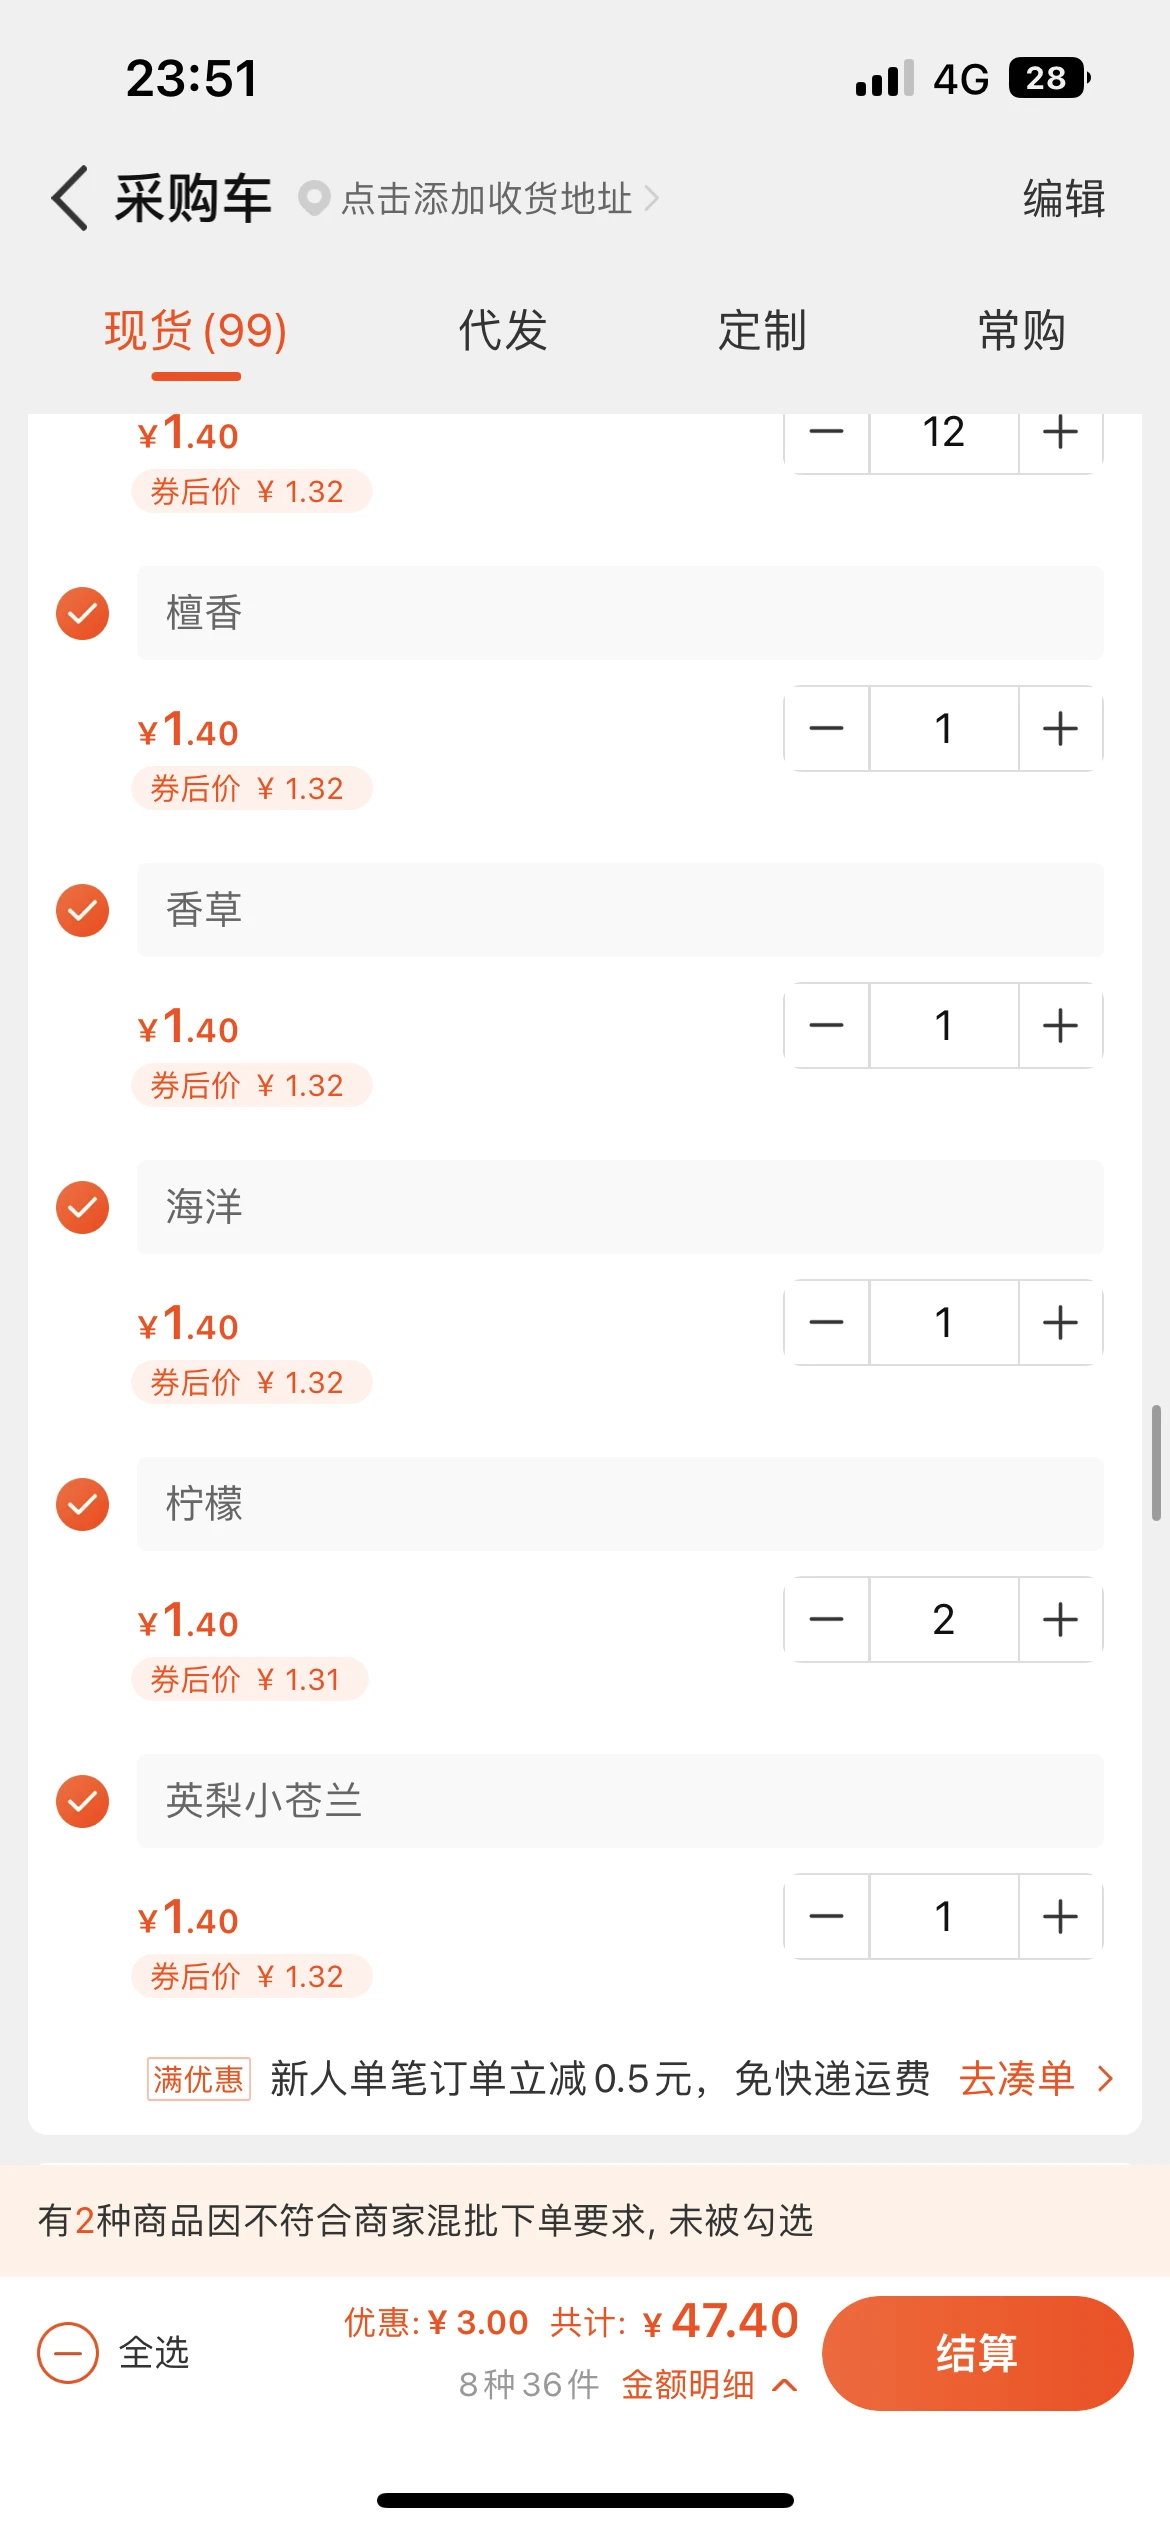 23:51 4G 28
采购车 点击添加收货地址 编辑
现货(99) 代发 定制 常购
¥1.40 12
券后价 ¥ 1.32
檀香
¥1.40 1
券后价 ¥ 1.32
香草
¥1.40 1
券后价 ¥ 1.32
海洋
¥1.40 1
券后价 ¥ 1.32
柠檬
¥1.40 2
券后价 ¥ 1.31
英梨小苍兰
¥1.40 1
券后价 ¥ 1.32
满优惠 新人单笔订单立减0.5元，免快递运费 去凑单
有2种商品因不符合商家混批下单要求, 未被勾选
全选 优惠: ¥ 3.00 共计: ¥ 47.40 结算
8种36件 金额明细